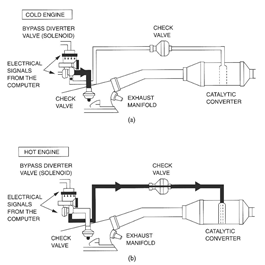 COLD ENGINE
BYPASS DIVERTER
VALVE (SOLENOID)
CHECK
VALVE
ELECTRICAL
SIGNALS
FROM THE
COMPUTER
CHECK
VALVE
EXHAUST
MANIFOLD
CATALYTIC
CONVERTER
(a)
HOT ENGINE
BYPASS DIVERTER
VALVE (SOLENOID)
CHECK
VALVE
ELECTRICAL
SIGNALS
FROM THE
COMPUTER
CHECK
VALVE
EXHAUST
MANIFOLD
CATALYTIC
CONVERTER
(b)